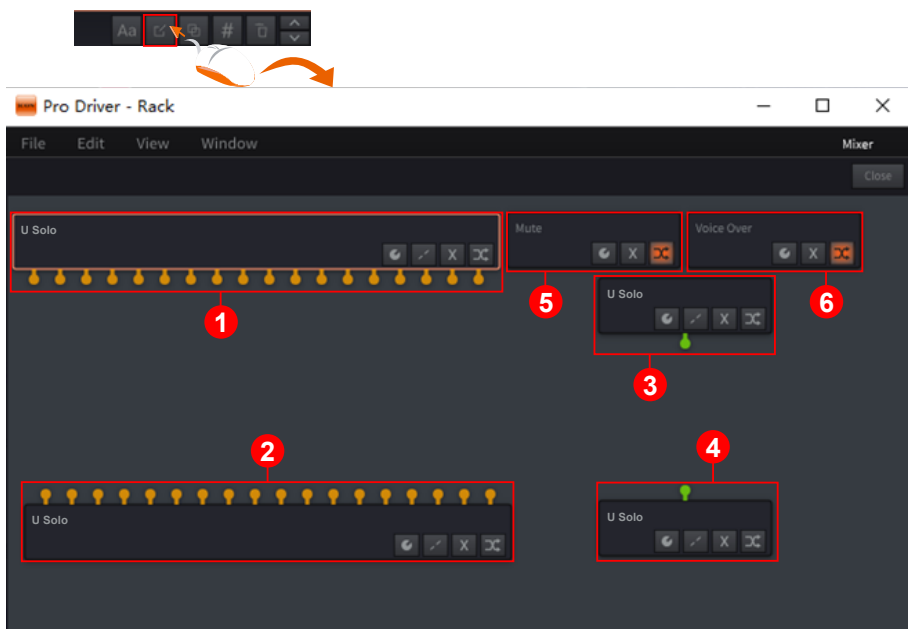 Aa #
Pro Driver - Rack
File Edit View Window Mixer
Close
U Solo
X
Mute
X
Voice Over
X
1
5
6
U Solo
X
3
2
4
U Solo
X
U Solo
X